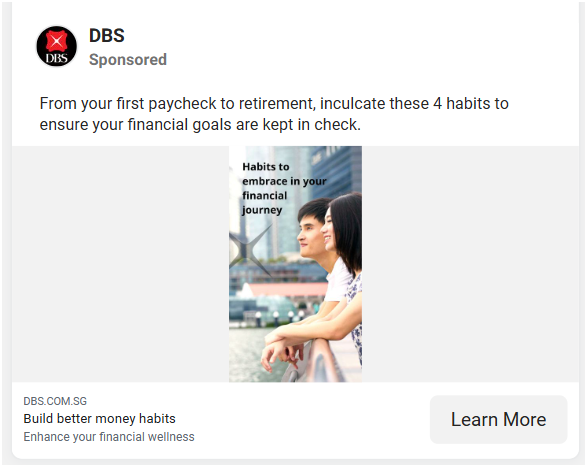 DBS
DBS
Sponsored
From your first paycheck to retirement, inculcate these 4 habits to
ensure your financial goals are kept in check.
Habits to
embrace in your
financial
journey
DBS.COM.SG
Build better money habits
Enhance your financial wellness
Learn More